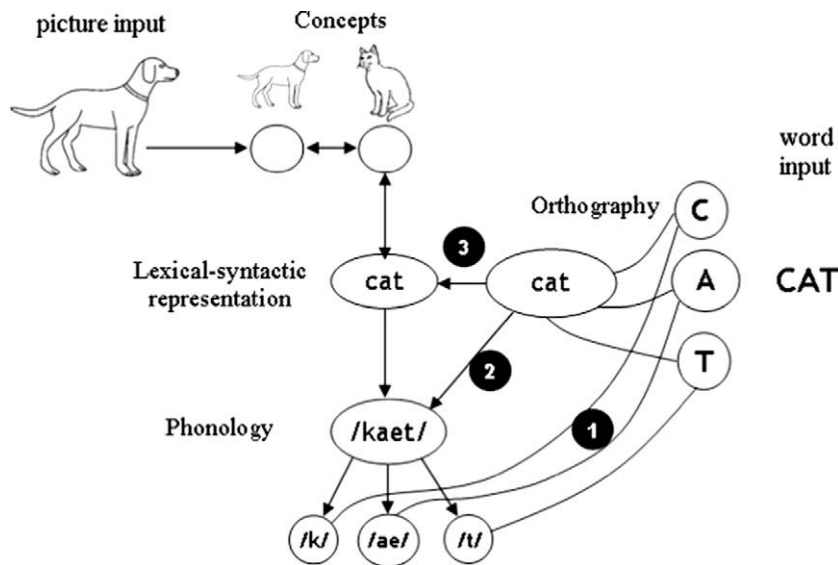 picture input
Concepts
word
input
Orthography
C
3
Lexical-syntactic
representation
cat
cat
A
CAT
T
2
Phonology
/kaet/
1
/k/
/ae/
/t/